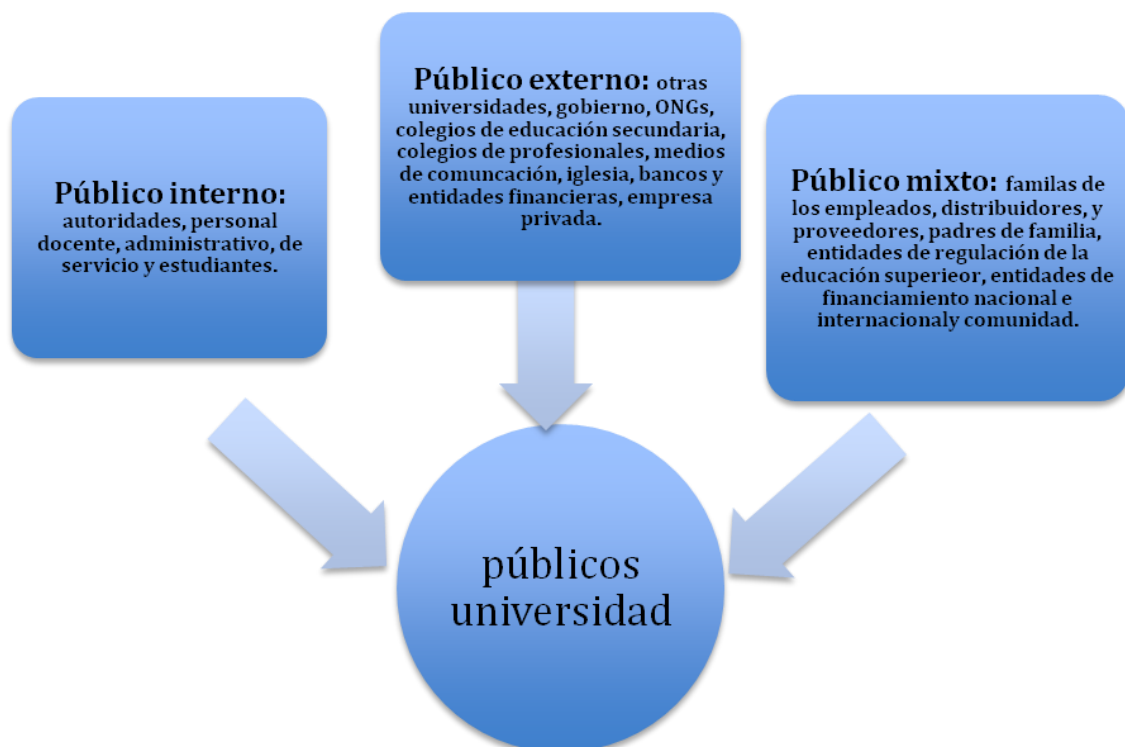 Público interno:
autoridades, personal
docente, administrativo, de
servicio y estudiantes.
Público externo: otras
universidades, gobierno, ONGs,
colegios de educación secundaria,
colegios de profesionales, medios
de comuncación, iglesia, bancos y
entidades financieras, empresa
privada.
Público mixto: familas de
los empleados, distribuidores, y
proveedores, padres de familia,
entidades de regulación de la
educación superieor, entidades de
financiamiento nacional e
internacionaly comunidad.
públicos
universidad